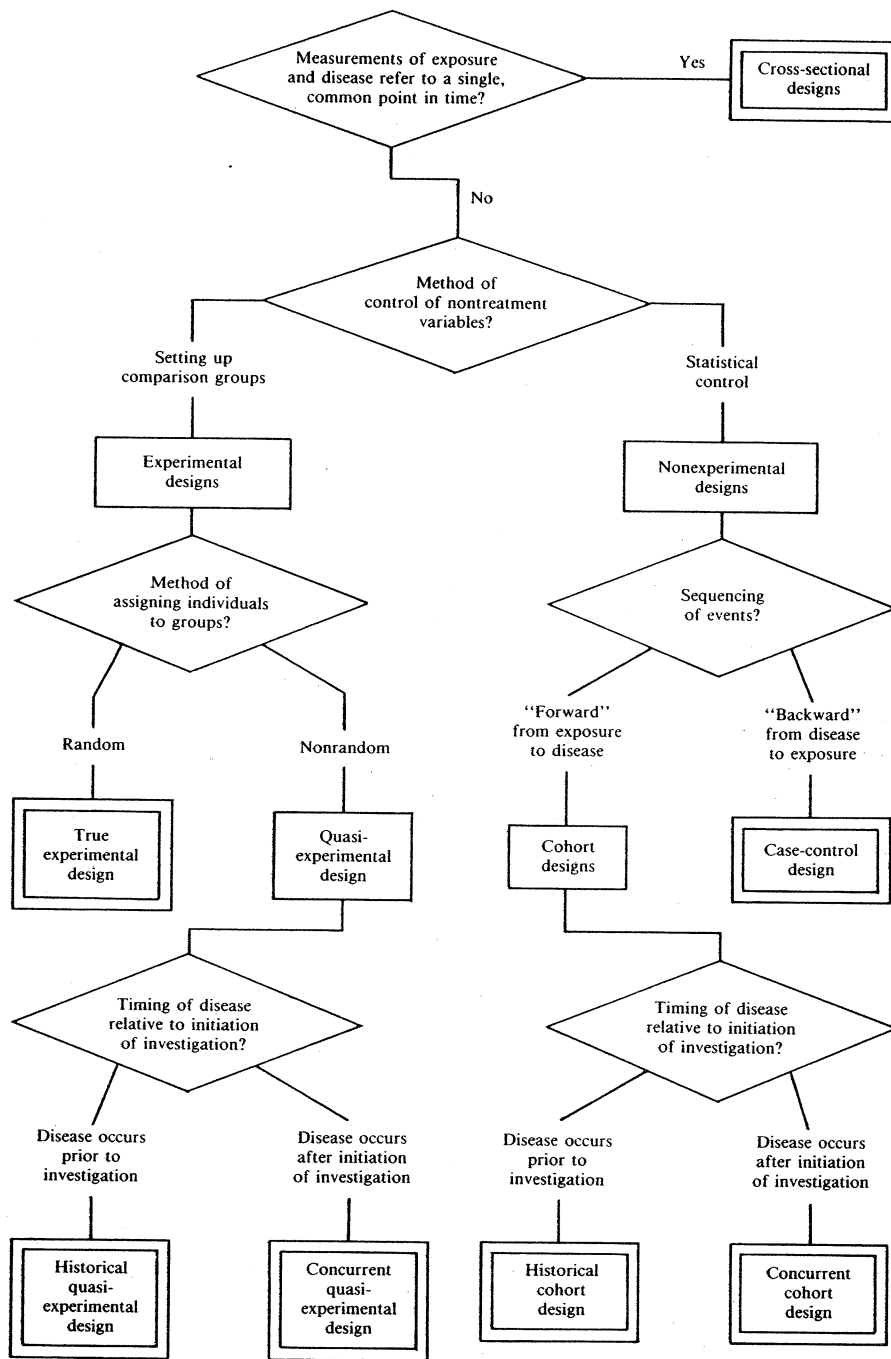 Measurements of exposure
and disease refer to a single,
common point in time?
Yes
Cross-sectional
designs
No
Method of
control of nontreatment
variables?
Setting up
comparison groups
Statistical
control
Experimental
designs
Nonexperimental
designs
Method of
assigning individuals
to groups?
Sequencing
of events?
Random
Nonrandom
“Forward”
from exposure
to disease
“Backward”
from disease
to exposure
True
experimental
design
Quasi-
experimental
design
Cohort
designs
Case-control
design
Timing of disease
relative to initiation
of investigation?
Timing of disease
relative to initiation
of investigation?
Disease occurs
prior to
investigation
Disease occurs
after initiation
of investigation
Disease occurs
prior to
investigation
Disease occurs
after initiation
of investigation
Historical
quasi-
experimental
design
Concurrent
quasi-
experimental
design
Historical
cohort
design
Concurrent
cohort
design